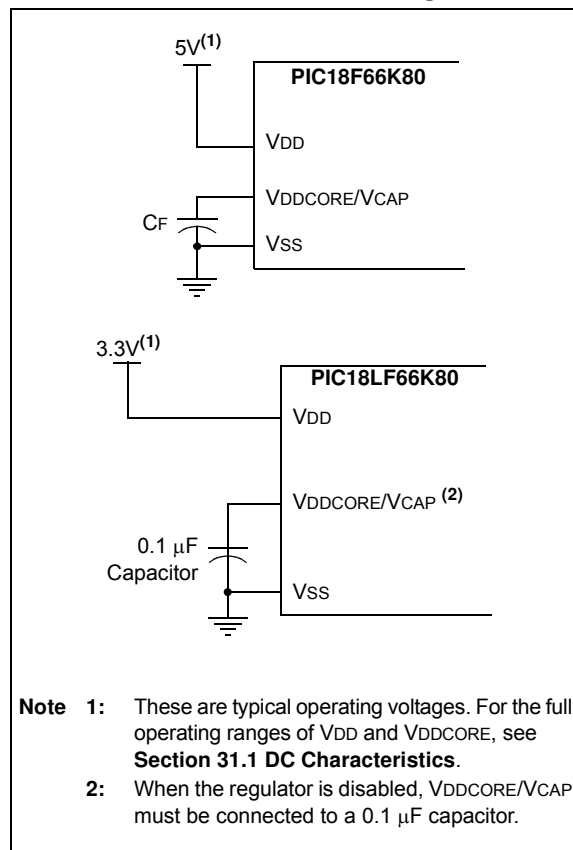 5V(1)
PIC18F66K80
VDD
VDDCORE/VCAP
CF
VSS
3.3V(1)
PIC18LF66K80
VDD
VDDCORE/VCAP (2)
0.1 μF
Capacitor
VSS
Note 1: These are typical operating voltages. For the full
operating ranges of VDD and VDDCORE, see
Section 31.1 DC Characteristics.
2: When the regulator is disabled, VDDCORE/VCAP
must be connected to a 0.1 μF capacitor.